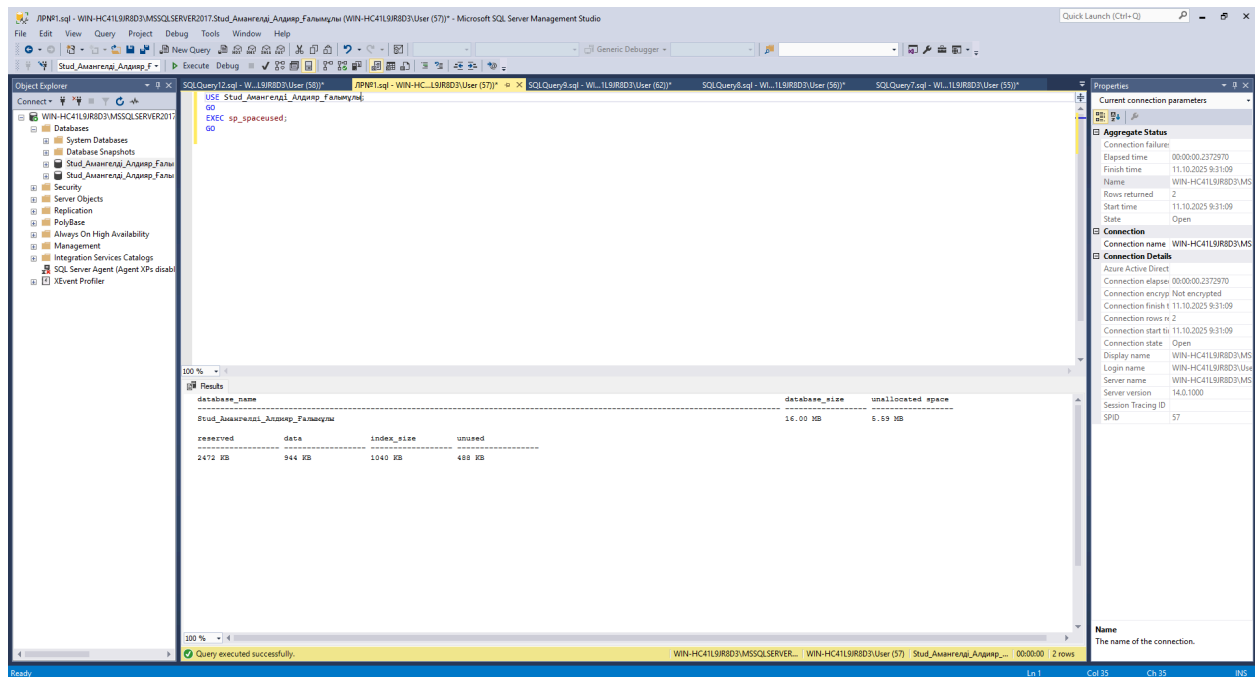 ЛРN№1.sql - WIN-HC41L9JR8D3\MSSQLSERVER2017.Stud_Амангелді_Алдияр_Ғалымұлы (WIN-HC41L9JR8D3\User (57))* - Microsoft SQL Server Management Studio
Quick Launch (Ctrl+Q)
File Edit View Query Project Debug Tools Window Help
New Query
Generic Debugger
Stud_Амангелді_Алдияр_Ғ
Execute Debug
Object Explorer
SQLQuery12.sql - W...L9JR8D3\User (58))*
ЛРN№1.sql - WIN-HC...L9JR8D3\User (57))*
SQLQuery9.sql - WI...1L9JR8D3\User (62))*
SQLQuery8.sql - WI...1L9JR8D3\User (56))*
SQLQuery7.sql - WI...1L9JR8D3\User (55))*
Properties
Connect
WIN-HC41L9JR8D3\MSSQLSERVER2017
Databases
System Databases
Database Snapshots
Stud_Амангелді_Алдияр_Ғалы
Stud_Амангелді_Алдияр_Ғалы
Security
Server Objects
Replication
PolyBase
Always On High Availability
Management
Integration Services Catalogs
SQL Server Agent (Agent XPs disabl
XEvent Profiler
USE Stud_Амангелді_Алдияр_Ғалымұлы;
GO
EXEC sp_spaceused;
GO
100 %
Results
database_name database_size unallocated space
Stud_Амангелді_Алдияр_Ғалымұлы 16.00 MB 5.59 MB
reserved data index_size unused
2472 KB 944 KB 1040 KB 488 KB
100 %
Query executed successfully.
WIN-HC41L9JR8D3\MSSQLSERVER... WIN-HC41L9JR8D3\User (57) Stud_Амангелді_Алдияр_... 00:00:00 2 rows
Current connection parameters
Aggregate Status
Connection failure:
Elapsed time 00:00:00.2372970
Finish time 11.10.2025 9:31:09
Name WIN-HC41L9JR8D3\MS
Rows returned 2
Start time 11.10.2025 9:31:09
State Open
Connection
Connection name WIN-HC41L9JR8D3\MS
Connection Details
Azure Active Direct
Connection elapse 00:00:00.2372970
Connection encryp Not encrypted
Connection finish t 11.10.2025 9:31:09
Connection rows re 2
Connection start ti 11.10.2025 9:31:09
Connection state Open
Display name WIN-HC41L9JR8D3\MS
Login name WIN-HC41L9JR8D3\Use
Server name WIN-HC41L9JR8D3\MS
Server version 14.0.1000
Session Tracing ID
SPID 57
Name
The name of the connection.
Ready
Ln 1 Col 35 Ch 35 INS